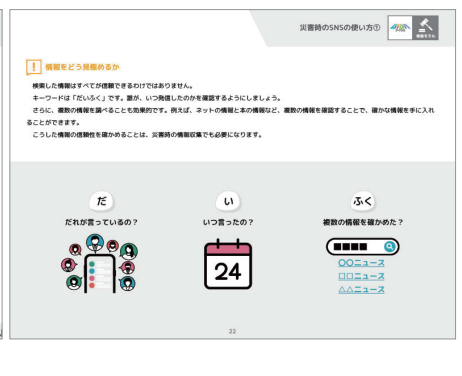 災害時のSNSの使い方①
情報をどう見極めるか
検索した情報はすべてが信頼できるわけではありません。
キーワードは「だいふく」です。誰が、いつ発信したのかを確認するようにしましょう。
さらに、複数の情報を調べることも効果的です。例えば、ネットの情報と本の情報など、複数の情報を確認することで、確かな情報を手に入れ
ることができます。
こうした情報の信頼性を確かめることは、災害時の情報収集でも必要になります。
だ
い
ふく
だれが言っているの？
いつ言ったの？
複数の情報を確かめた？
24
〇〇ニュース
□□ニュース
△△ニュース
22